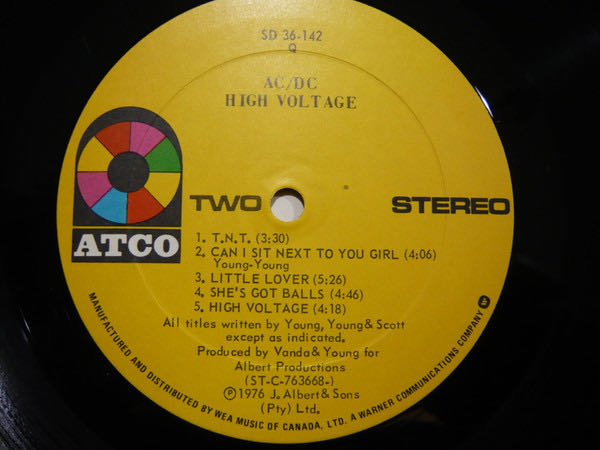 SD 36-142
Q
AC/DC
HIGH VOLTAGE
ATCO
TWO
STEREO
1. T.N.T. (3:30)
2. CAN I SIT NEXT TO YOU GIRL (4:06)
Young-Young
3. LITTLE LOVER (5:26)
4. SHE'S GOT BALLS (4:46)
5. HIGH VOLTAGE (4:18)
All titles written by Young, Young & Scott
except as indicated.
Produced by Vanda & Young for
Albert Productions
(ST-C-763668-)
Ⓟ 1976 J. Albert & Sons
(Pty) Ltd.
MANUFACTURED AND DISTRIBUTED BY WEA MUSIC OF CANADA, LTD. A WARNER COMMUNICATIONS COMPANY